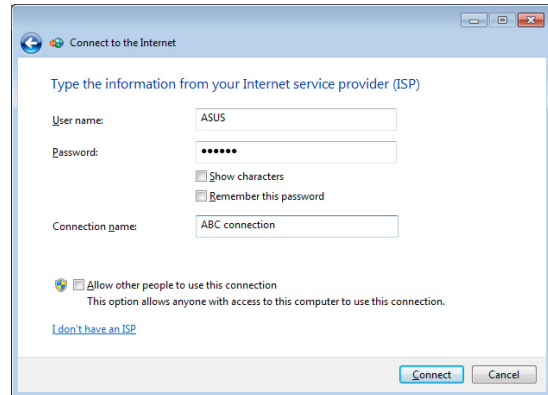 Connect to the Internet
Type the information from your Internet service provider (ISP)
User name:
ASUS
Password:
••••••
Show characters
Remember this password
Connection name:
ABC connection
Allow other people to use this connection
This option allows anyone with access to this computer to use this connection.
I don't have an ISP
Connect
Cancel